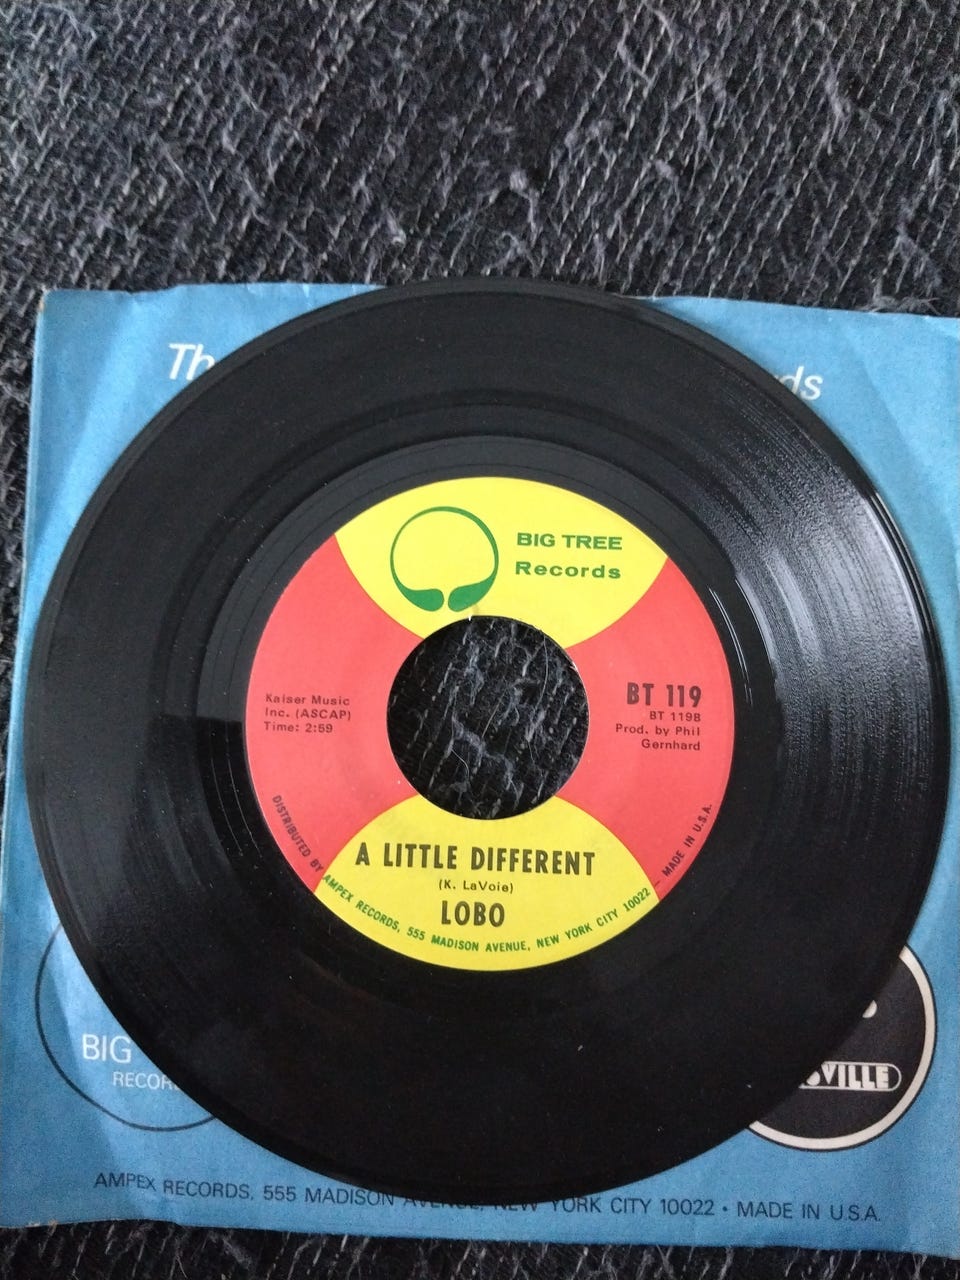 BIG TREE
Records
Kaiser Music
Inc. (ASCAP)
Time: 2:59
BT 119
BT 119B
Prod. by Phil
Gernhard
A LITTLE DIFFERENT
(K. LaVoie)
LOBO
DISTRIBUTED BY AMPEX RECORDS, 555 MADISON AVENUE, NEW YORK CITY 10022 - MADE IN U.S.A.
BIG
AMPEX RECORDS, 555 MADISON AVENUE, NEW YORK CITY 10022 • MADE IN U.S.A.